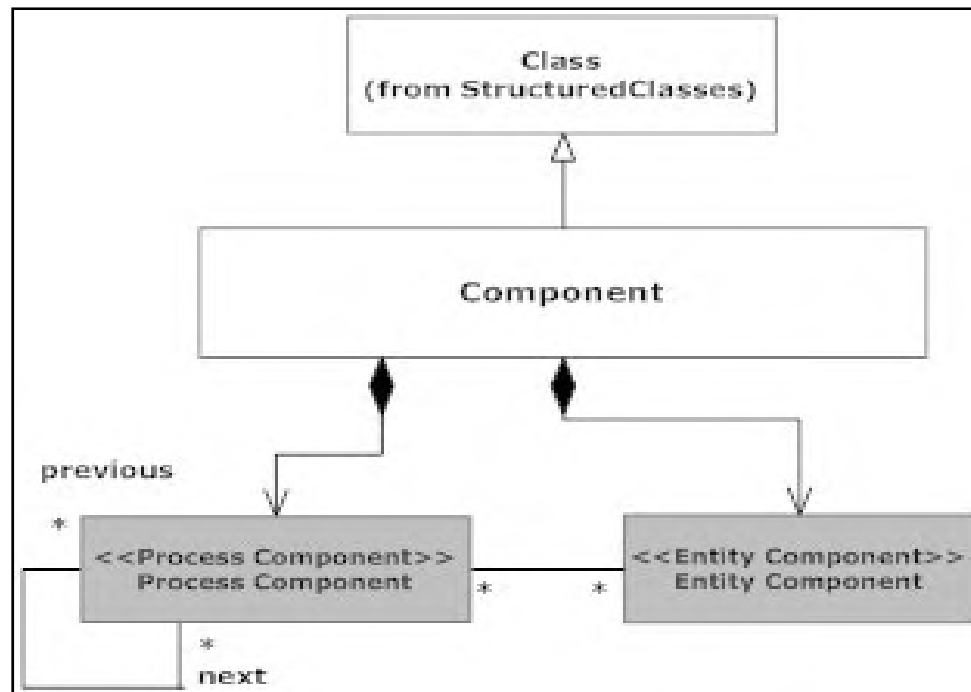 Class
(from StructuredClasses)
Component
previous
*
<<Process Component>>
Process Component
*
*
<<Entity Component>>
Entity Component
*
next